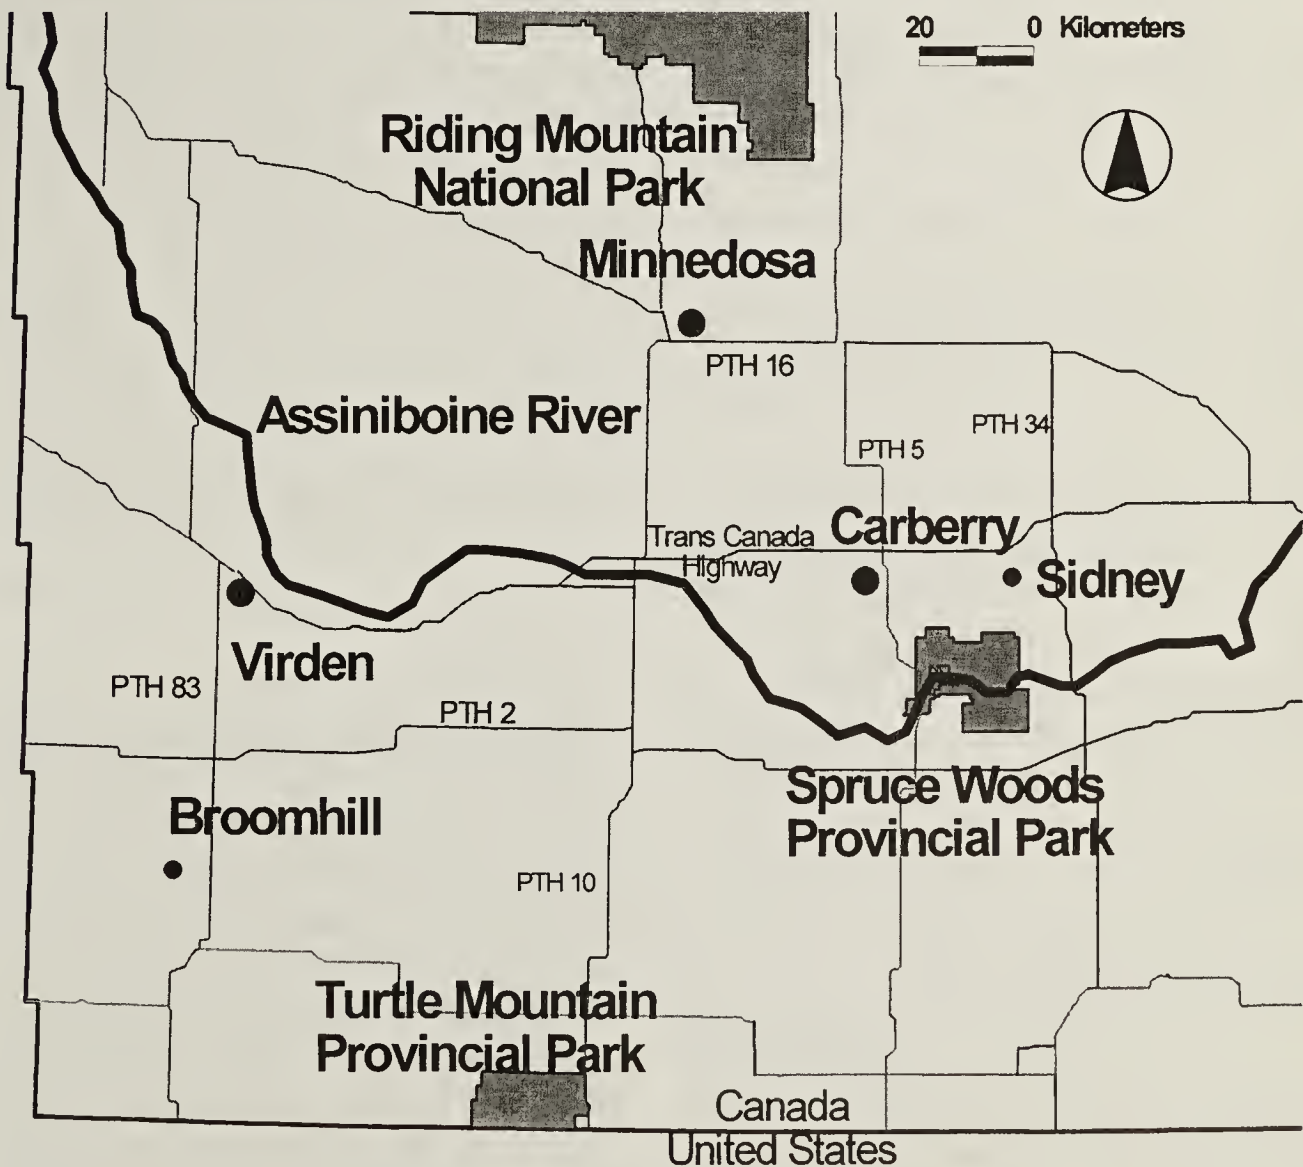 20 0 Kilometers
Riding Mountain
National Park
Minnedosa
PTH 16
Assiniboine River
PTH 34
PTH 5
Trans Canada
Highway
Carberry
Sidney
Virden
PTH 83
PTH 2
Spruce Woods
Provincial Park
Broomhill
PTH 10
Turtle Mountain
Provincial Park
Canada
United States